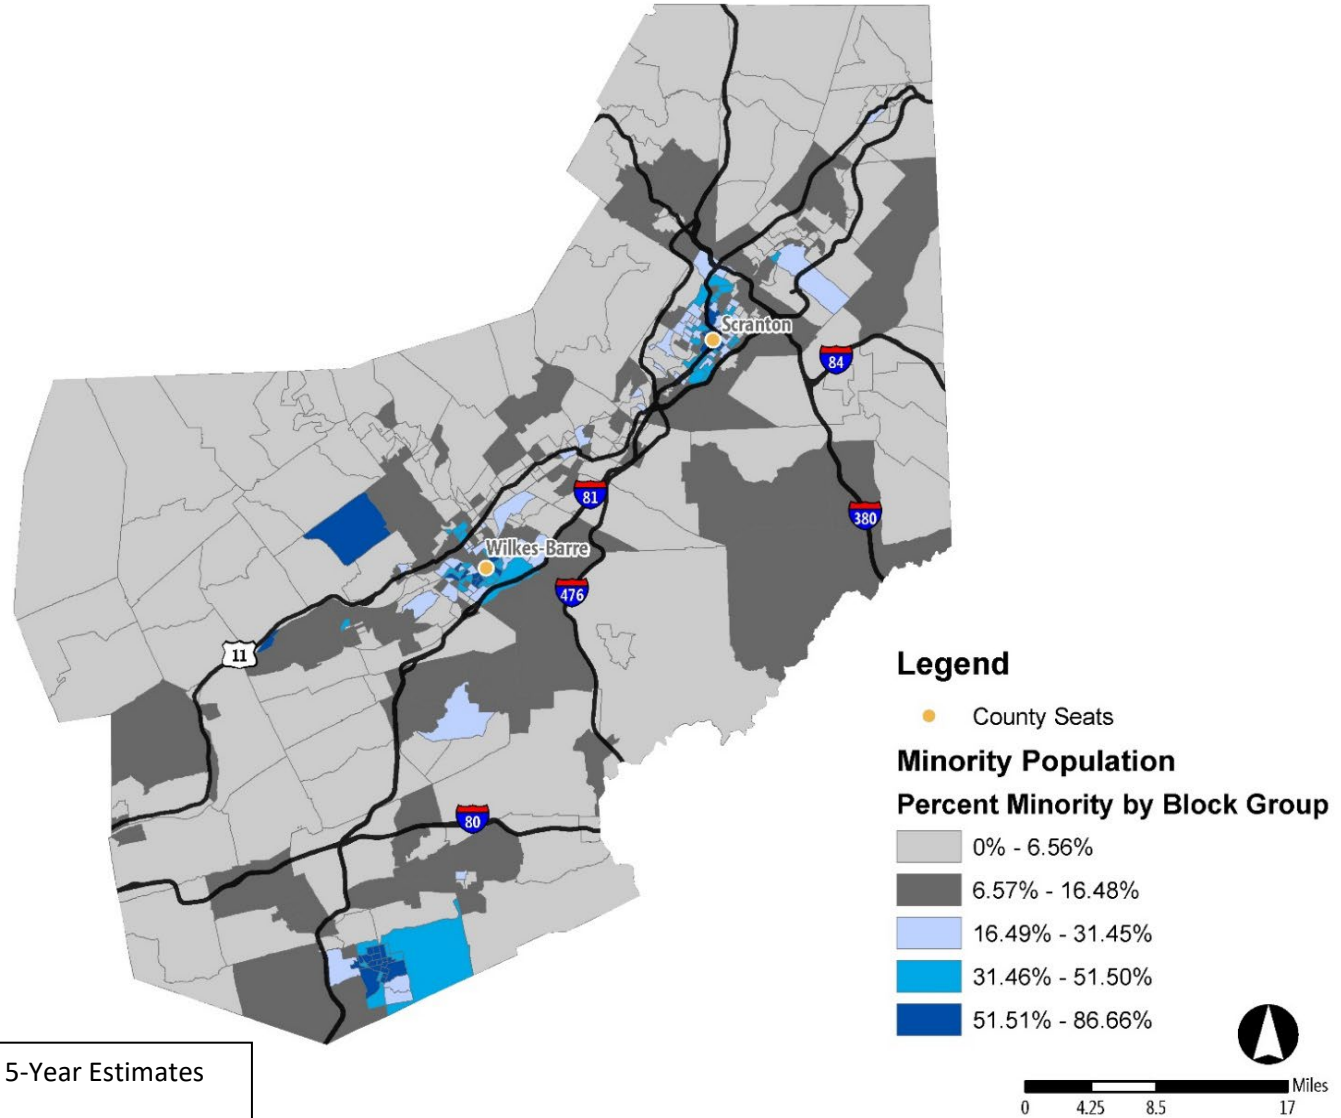 Scranton
84
81
380
Wilkes-Barre
476
11
80
Legend
County Seats
Minority Population
Percent Minority by Block Group
0% - 6.56%
6.57% - 16.48%
16.49% - 31.45%
31.46% - 51.50%
51.51% - 86.66%
5-Year Estimates
Miles
0 4.25 8.5 17